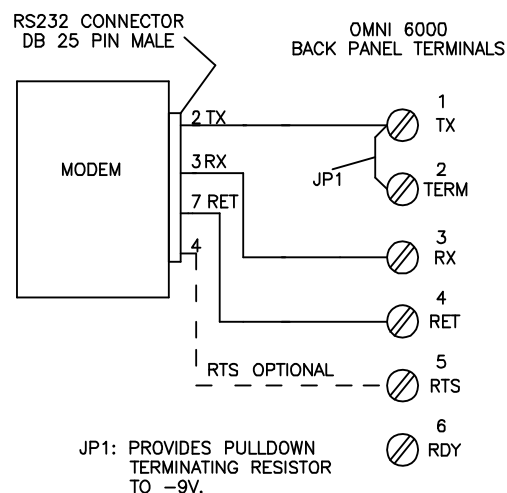 RS232 CONNECTOR
DB 25 PIN MALE
OMNI 6000
BACK PANEL TERMINALS
MODEM
2 TX
3 RX
7 RET
4
JP1
1
TX
2
TERM
3
RX
4
RET
RTS OPTIONAL
5
RTS
6
RDY
JP1: PROVIDES PULLDOWN
TERMINATING RESISTOR
TO -9V.